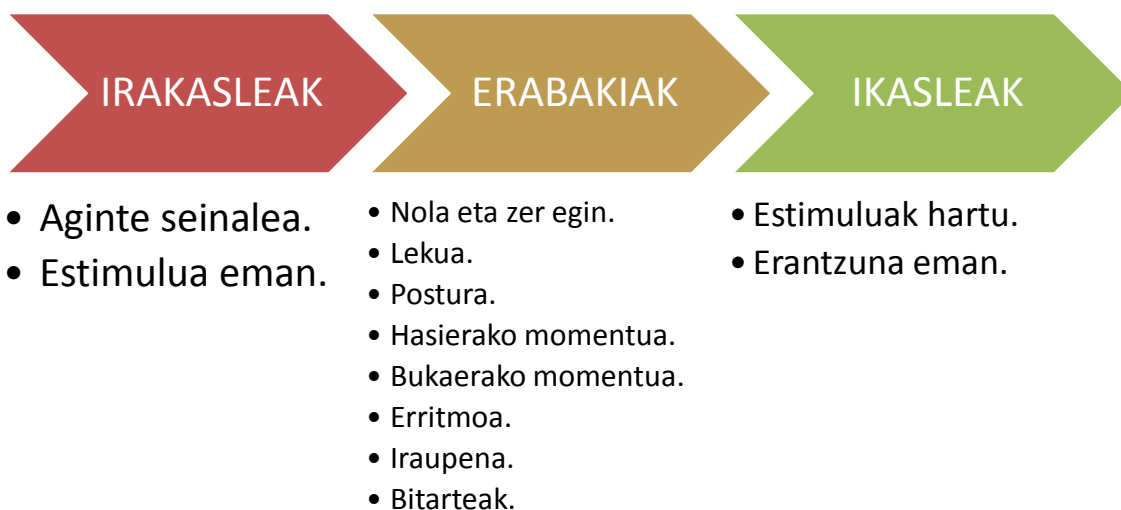 IRAKASLEAK
• Aginte seinalea.
• Estimulua eman.
ERABAKIAK
• Nola eta zer egin.
• Lekua.
• Postura.
• Hasierako momentua.
• Bukaerako momentua.
• Erritmoa.
• Iraupena.
• Bitarteak.
IKASLEAK
• Estimuluak hartu.
• Erantzuna eman.